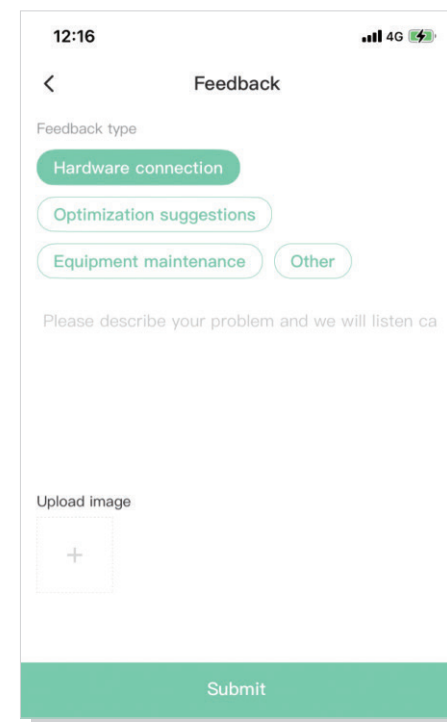 12:16 4G
Feedback
Feedback type
Hardware connection
Optimization suggestions
Equipment maintenance Other
Please describe your problem and we will listen ca
Upload image
+
Submit